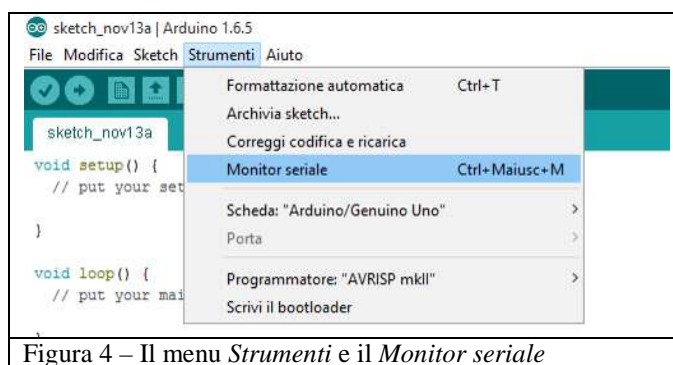 sketch_nov13a | Arduino 1.6.5
File Modifica Sketch Strumenti Aiuto
Formattazione automatica Ctrl+T
Archivia sketch...
sketch_nov13a
Correggi codifica e ricarica
void setup() {
Monitor seriale Ctrl+Maiusc+M
// put your set
Scheda: "Arduino/Genuino Uno"
}
Porta
void loop() {
Programmatore: "AVRISP mkII"
// put your mai
Scrivi il bootloader
Figura 4 – Il menu Strumenti e il Monitor seriale